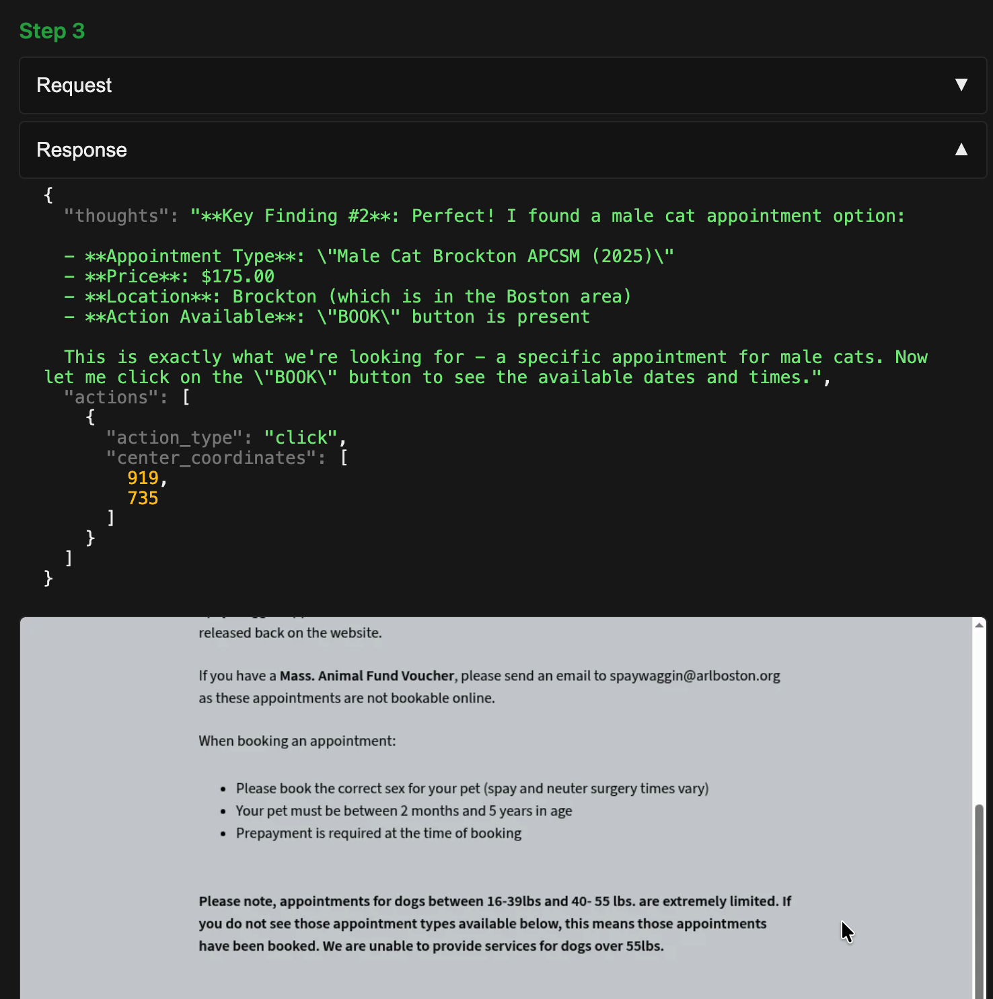 Step 3
Request ▼
Response ▲
{
"thoughts": "**Key Finding #2**: Perfect! I found a male cat appointment option:
– **Appointment Type**: \"Male Cat Brockton APCSM (2025)\"
– **Price**: $175.00
– **Location**: Brockton (which is in the Boston area)
– **Action Available**: \"BOOK\" button is present
This is exactly what we're looking for – a specific appointment for male cats. Now
let me click on the \"BOOK\" button to see the available dates and times.",
"actions": [
{
"action_type": "click",
"center_coordinates": [
919,
735
]
}
]
}
released back on the website.
If you have a Mass. Animal Fund Voucher, please send an email to spaywaggin@arlboston.org
as these appointments are not bookable online.
When booking an appointment:
• Please book the correct sex for your pet (spay and neuter surgery times vary)
• Your pet must be between 2 months and 5 years in age
• Prepayment is required at the time of booking
Please note, appointments for dogs between 16-39lbs and 40- 55 lbs. are extremely limited. If
you do not see those appointment types available below, this means those appointments
have been booked. We are unable to provide services for dogs over 55lbs.